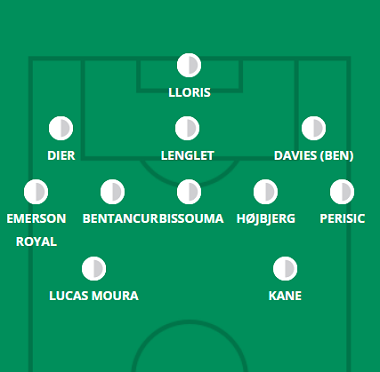 LLORIS
DIER LENGLET DAVIES (BEN)
EMERSON ROYAL BENTANCUR BISSOUMA HØJBJERG PERISIC
LUCAS MOURA KANE